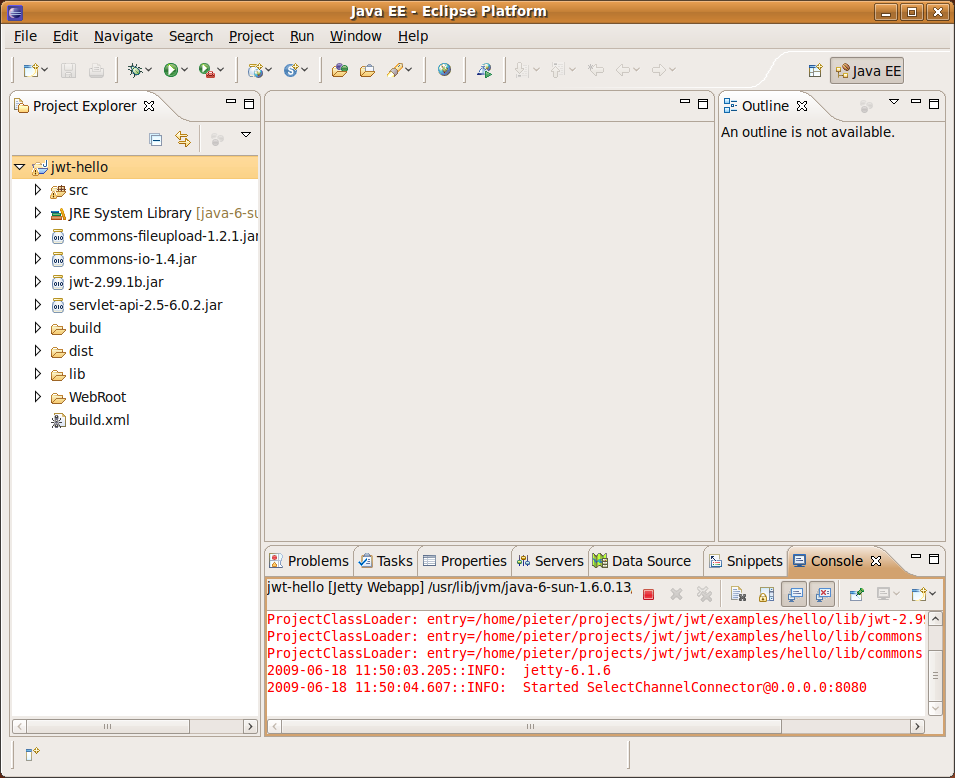 Java EE - Eclipse Platform
File Edit Navigate Search Project Run Window Help
Java EE
Project Explorer
Outline
An outline is not available.
jwt-hello
src
JRE System Library [java-6-su
commons-fileupload-1.2.1.jar
commons-io-1.4.jar
jwt-2.99.1b.jar
servlet-api-2.5-6.0.2.jar
build
dist
lib
WebRoot
build.xml
Problems Tasks Properties Servers Data Source Snippets Console
jwt-hello [Jetty Webapp] /usr/lib/jvm/java-6-sun-1.6.0.13,
ProjectClassLoader: entry=/home/pieter/projects/jwt/jwt/examples/hello/lib/jwt-2.99
ProjectClassLoader: entry=/home/pieter/projects/jwt/jwt/examples/hello/lib/commons
ProjectClassLoader: entry=/home/pieter/projects/jwt/jwt/examples/hello/lib/commons
2009-06-18 11:50:03.205::INFO:  jetty-6.1.6
2009-06-18 11:50:04.607::INFO:  Started SelectChannelConnector@0.0.0.0:8080